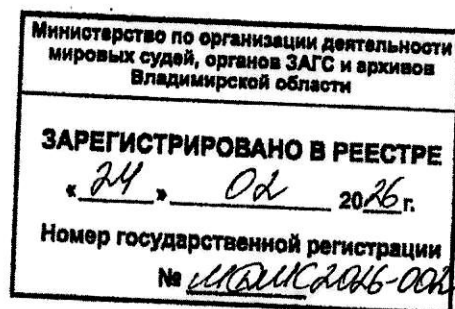 Министерство по организации деятельности
мировых судей, органов ЗАГС и архивов
Владимирской области
ЗАРЕГИСТРИРОВАНО В РЕЕСТРЕ
«24» 02 2026 г.
Номер государственной регистрации
№